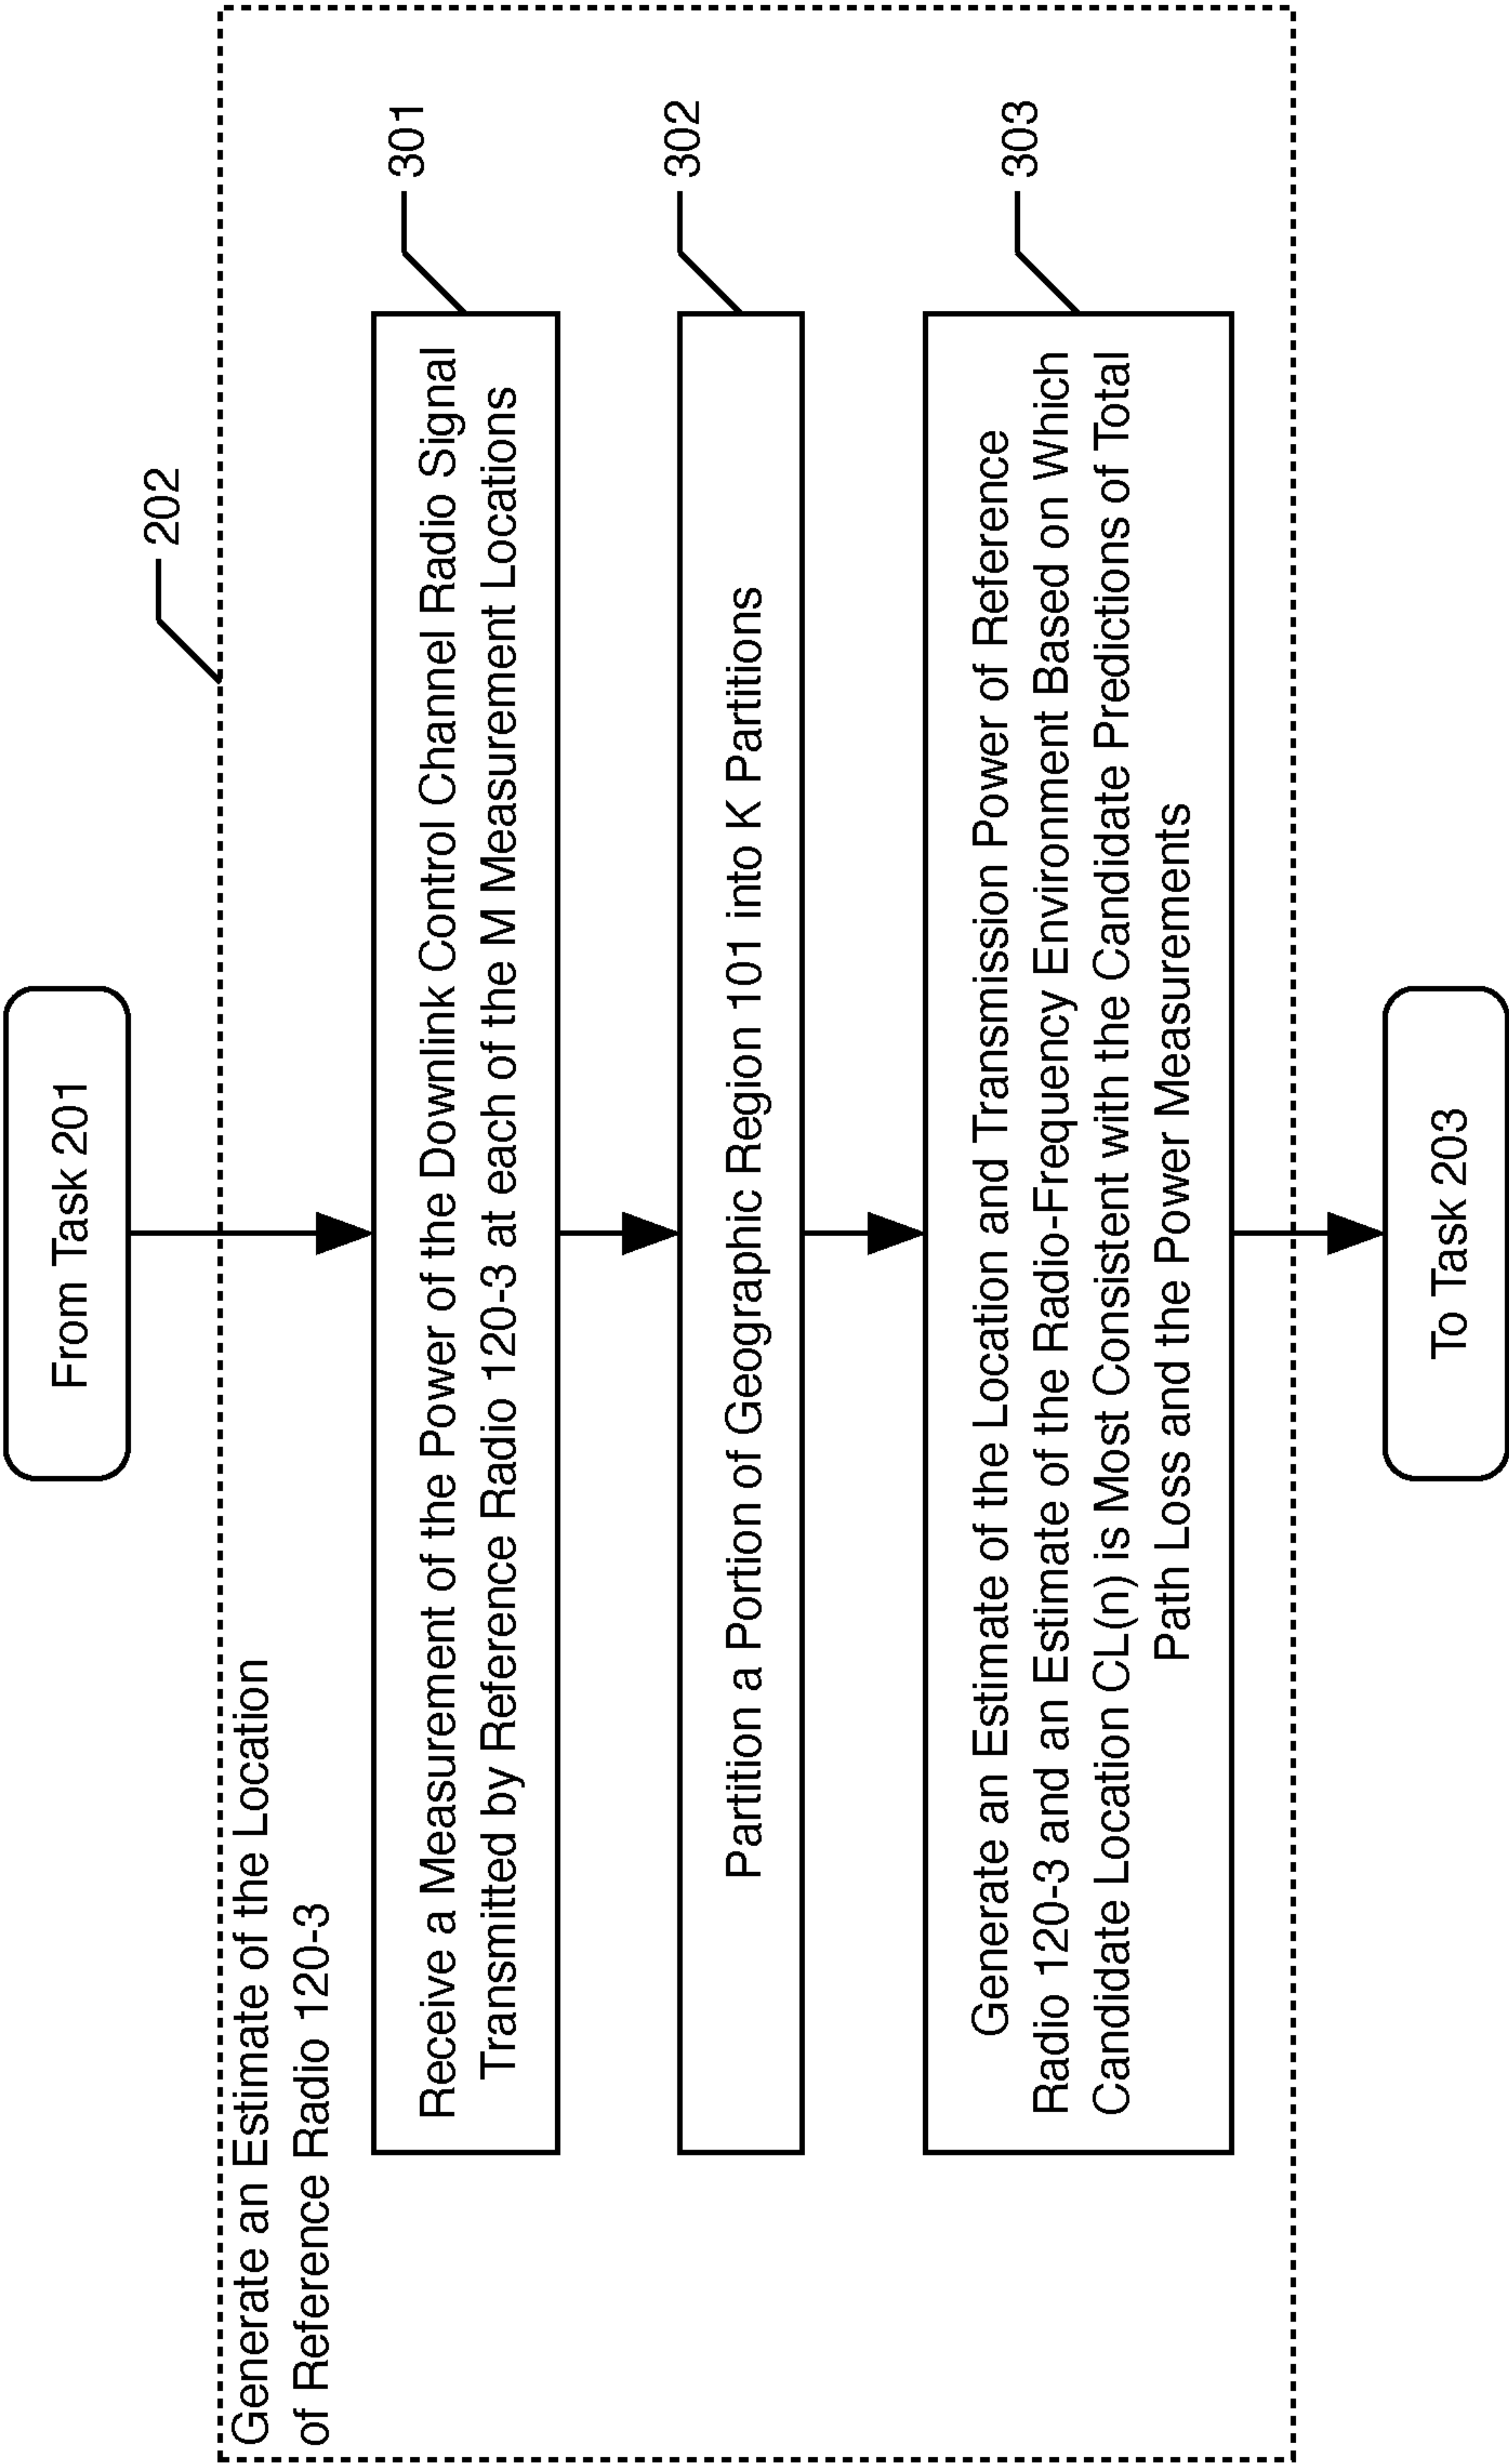 From Task 201
202
Generate an Estimate of the Location
of Reference Radio 120-3
301
Receive a Measurement of the Power of the Downlink Control Channel Radio Signal
Transmitted by Reference Radio 120-3 at each of the M Measurement Locations
302
Partition a Portion of Geographic Region 101 into K Partitions
303
Generate an Estimate of the Location and Transmission Power of Reference
Radio 120-3 and an Estimate of the Radio-Frequency Environment Based on Which
Candidate Location CL(n) is Most Consistent with the Candidate Predictions of Total
Path Loss and the Power Measurements
To Task 203